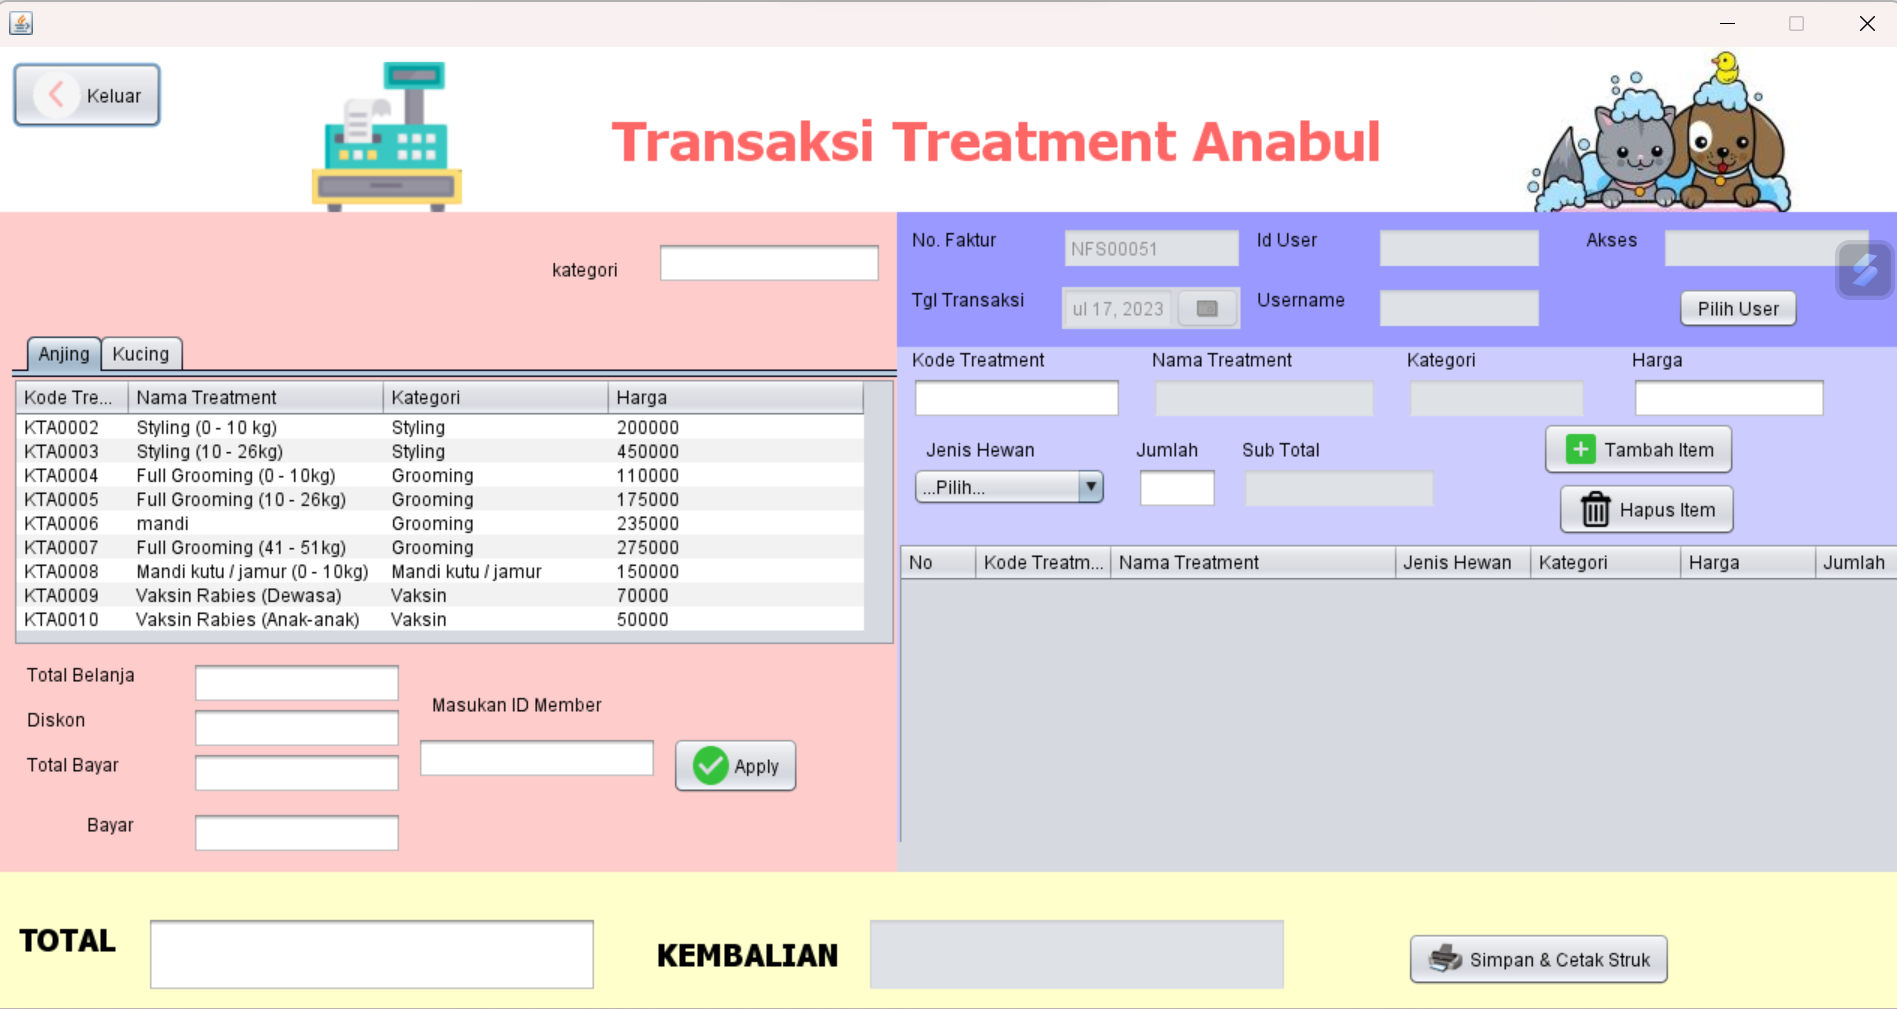 Keluar
Transaksi Treatment Anabul
kategori
Anjing Kucing
Kode Tre... Nama Treatment Kategori Harga
KTA0002 Styling (0 - 10 kg) Styling 200000
KTA0003 Styling (10 - 26kg) Styling 450000
KTA0004 Full Grooming (0 - 10kg) Grooming 110000
KTA0005 Full Grooming (10 - 26kg) Grooming 175000
KTA0006 mandi Grooming 235000
KTA0007 Full Grooming (41 - 51kg) Grooming 275000
KTA0008 Mandi kutu / jamur (0 - 10kg) Mandi kutu / jamur 150000
KTA0009 Vaksin Rabies (Dewasa) Vaksin 70000
KTA0010 Vaksin Rabies (Anak-anak) Vaksin 50000
Total Belanja
Diskon
Total Bayar
Bayar
Masukan ID Member
Apply
No. Faktur NFS00051 Id User Akses
Tgl Transaksi ul 17, 2023 Username Pilih User
Kode Treatment Nama Treatment Kategori Harga
Jenis Hewan Jumlah Sub Total Tambah Item
...Pilih... Hapus Item
No Kode Treatm... Nama Treatment Jenis Hewan Kategori Harga Jumlah
TOTAL KEMBALIAN Simpan & Cetak Struk